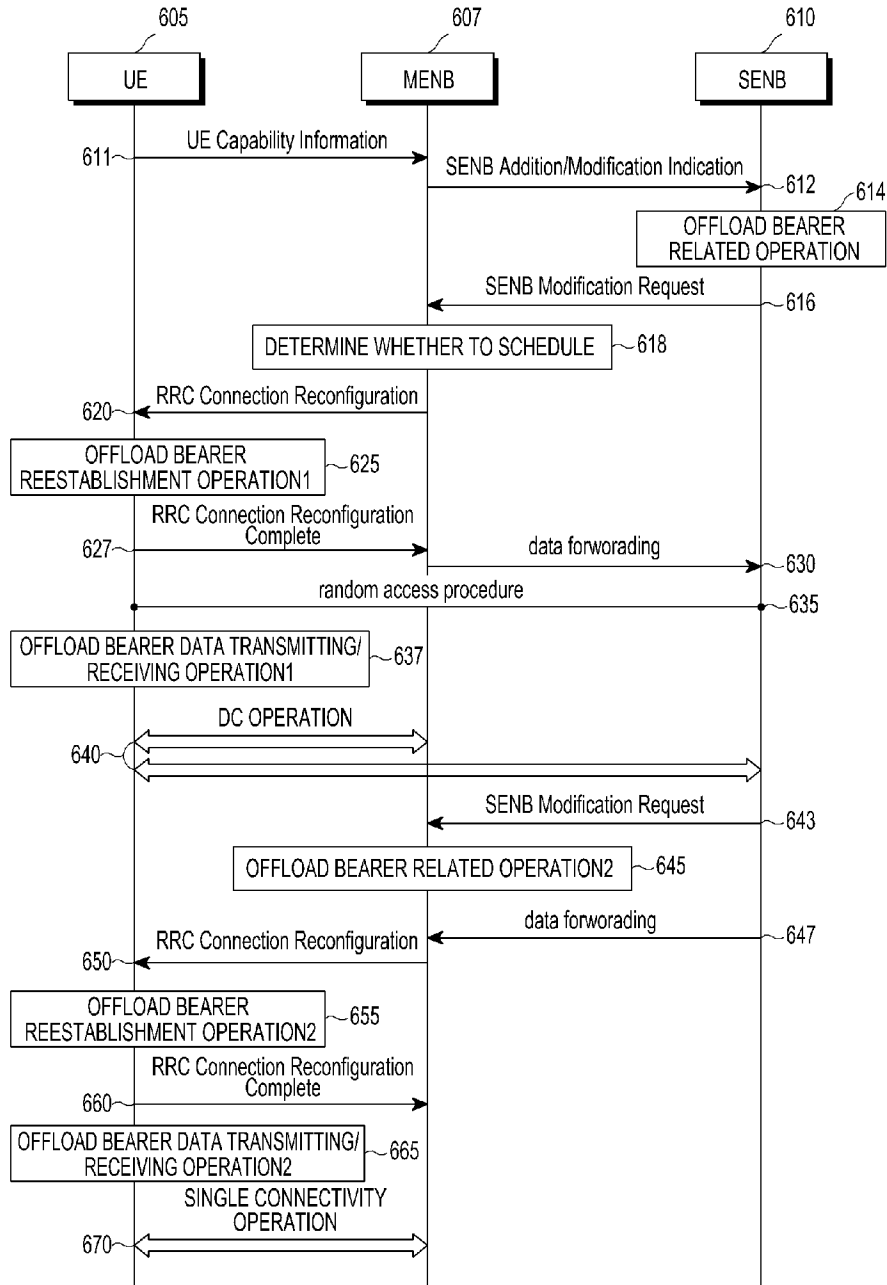 605
607
610
UE
MENB
SENB
611
UE Capability Information
SENB Addition/Modification Indication
612
614
OFFLOAD BEARER
RELATED OPERATION
SENB Modification Request
616
DETERMINE WHETHER TO SCHEDULE
618
RRC Connection Reconfiguration
620
OFFLOAD BEARER
REESTABLISHMENT OPERATION1
625
RRC Connection Reconfiguration
Complete
627
data forworading
630
random access procedure
635
OFFLOAD BEARER DATA TRANSMITTING/
RECEIVING OPERATION1
637
DC OPERATION
640
SENB Modification Request
643
OFFLOAD BEARER RELATED OPERATION2
645
data forworading
647
RRC Connection Reconfiguration
650
OFFLOAD BEARER
REESTABLISHMENT OPERATION2
655
RRC Connection Reconfiguration
Complete
660
OFFLOAD BEARER DATA TRANSMITTING/
RECEIVING OPERATION2
665
SINGLE CONNECTIVITY
OPERATION
670